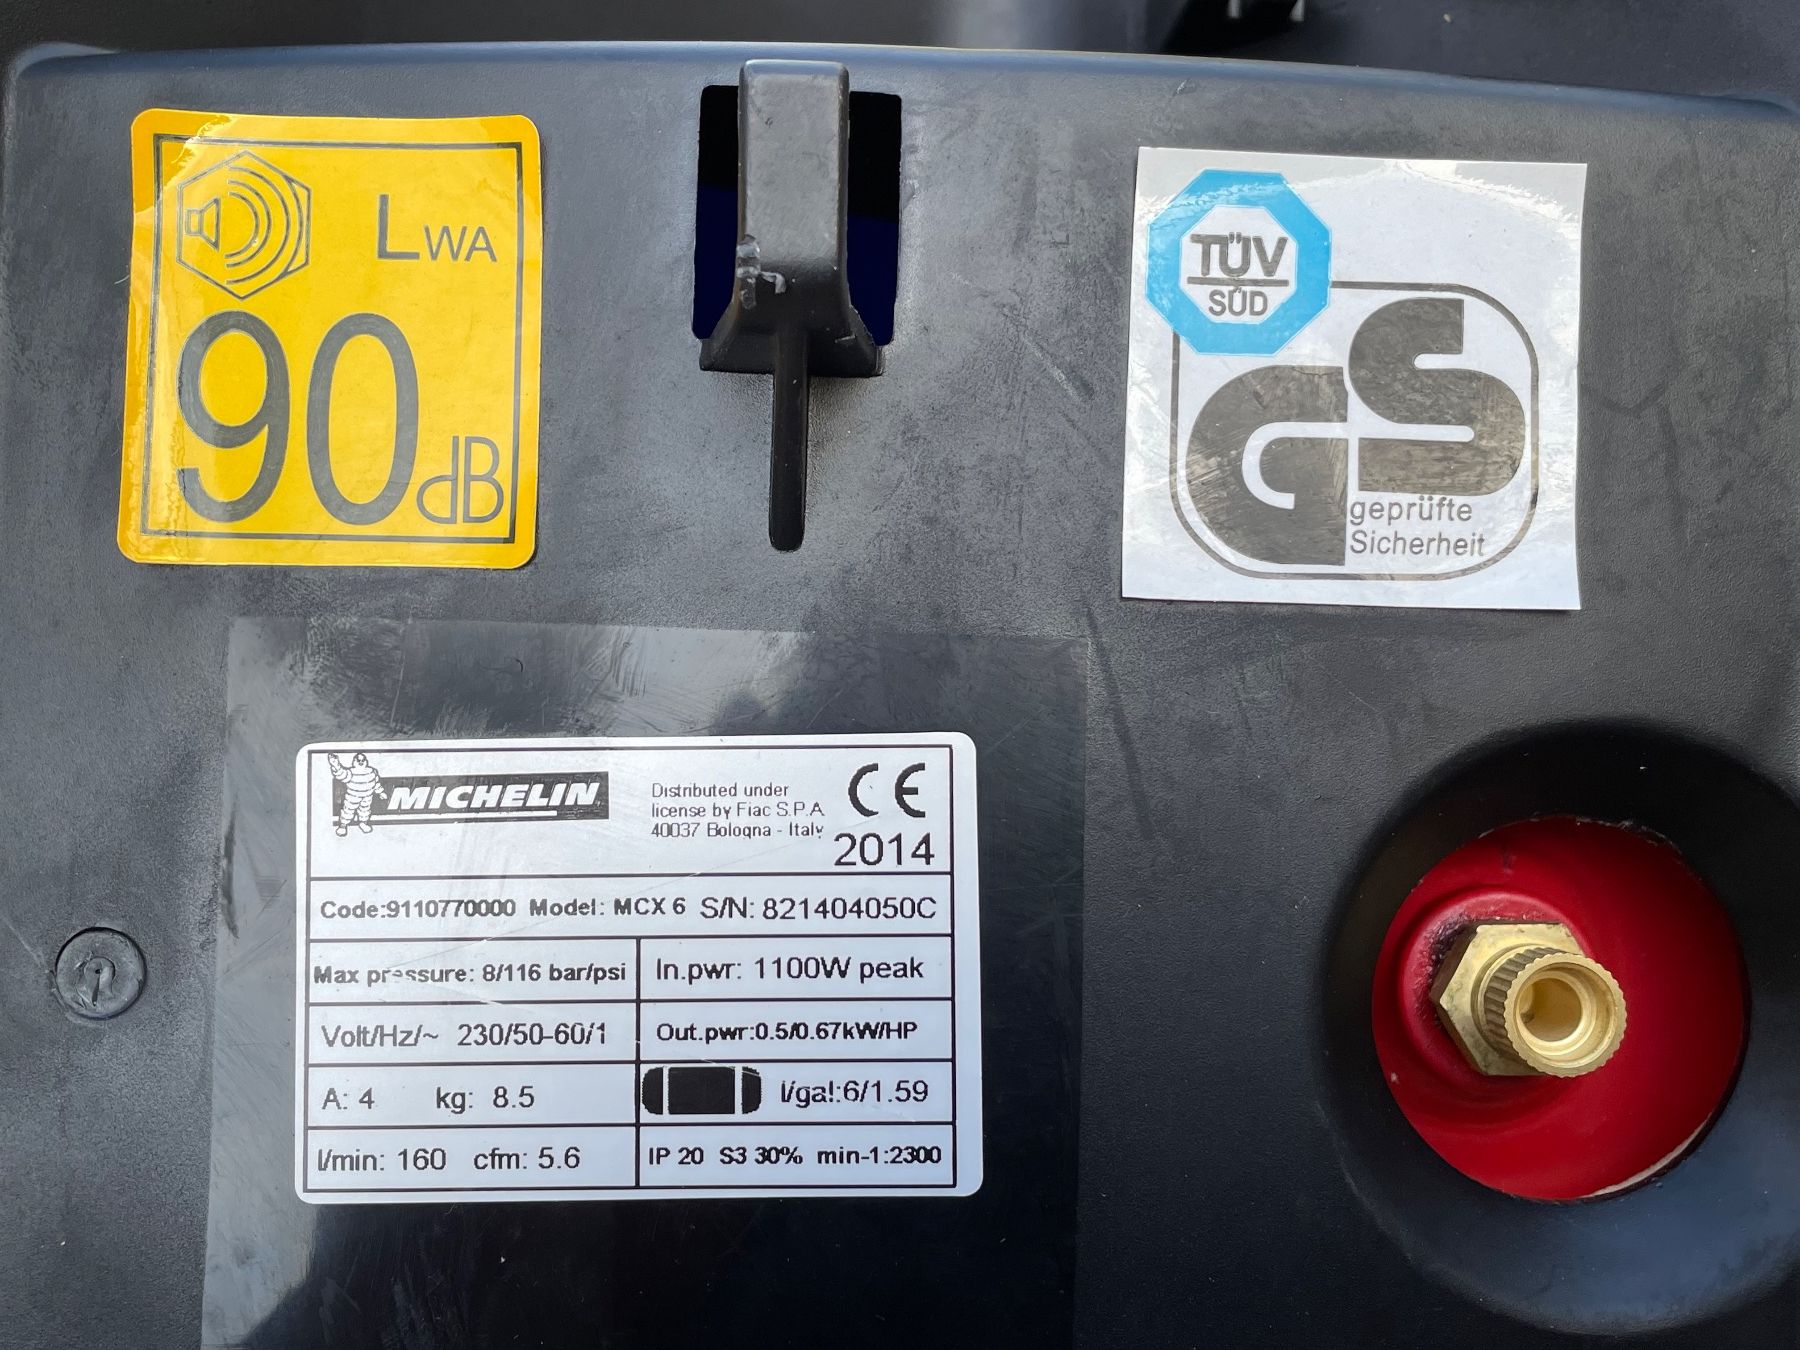 LWA
90 dB
TÜV
SÜD
GS
geprüfte
Sicherheit
MICHELIN
Distributed under
license by Fiac S.P.A
40037 Bologna - Italy
CE
2014
Code:9110770000 Model: MCX 6 S/N: 821404050C
Max pressure: 8/116 bar/psi
In.pwr: 1100W peak
Volt/Hz/~ 230/50-60/1
Out.pwr:0.5/0.67kW/HP
A: 4 kg: 8.5
l/gal:6/1.59
l/min: 160 cfm: 5.6
IP 20 S3 30% min-1:2300